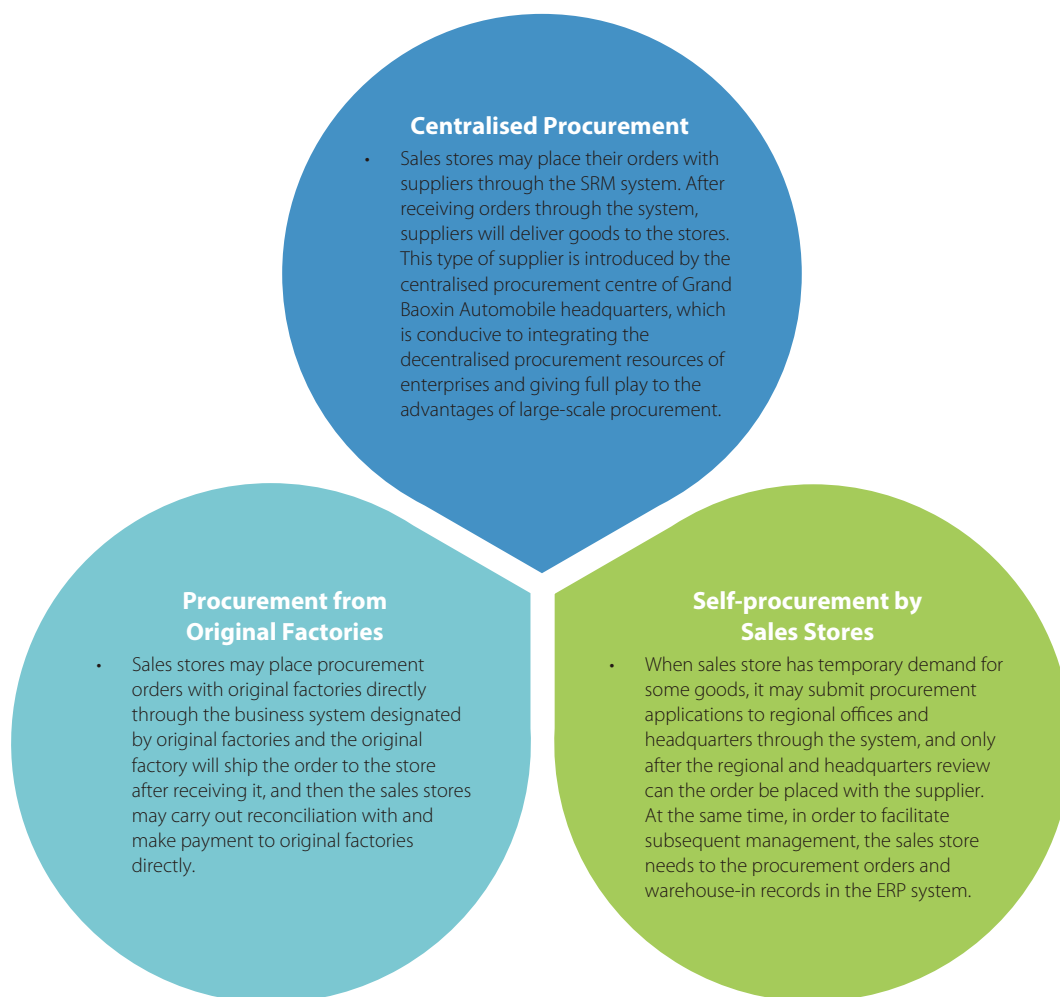 Centralised Procurement
• Sales stores may place their orders with
suppliers through the SRM system. After
receiving orders through the system,
suppliers will deliver goods to the stores.
This type of supplier is introduced by the
centralised procurement centre of Grand
Baoxin Automobile headquarters, which
is conducive to integrating the
decentralised procurement resources of
enterprises and giving full play to the
advantages of large-scale procurement.
Procurement from
Original Factories
• Sales stores may place procurement
orders with original factories directly
through the business system designated
by original factories and the original
factory will ship the order to the store
after receiving it, and then the sales stores
may carry out reconciliation with and
make payment to original factories
directly.
Self-procurement by
Sales Stores
• When sales store has temporary demand for
some goods, it may submit procurement
applications to regional offices and
headquarters through the system, and only
after the regional and headquarters review
can the order be placed with the supplier.
At the same time, in order to facilitate
subsequent management, the sales store
needs to the procurement orders and
warehouse-in records in the ERP system.